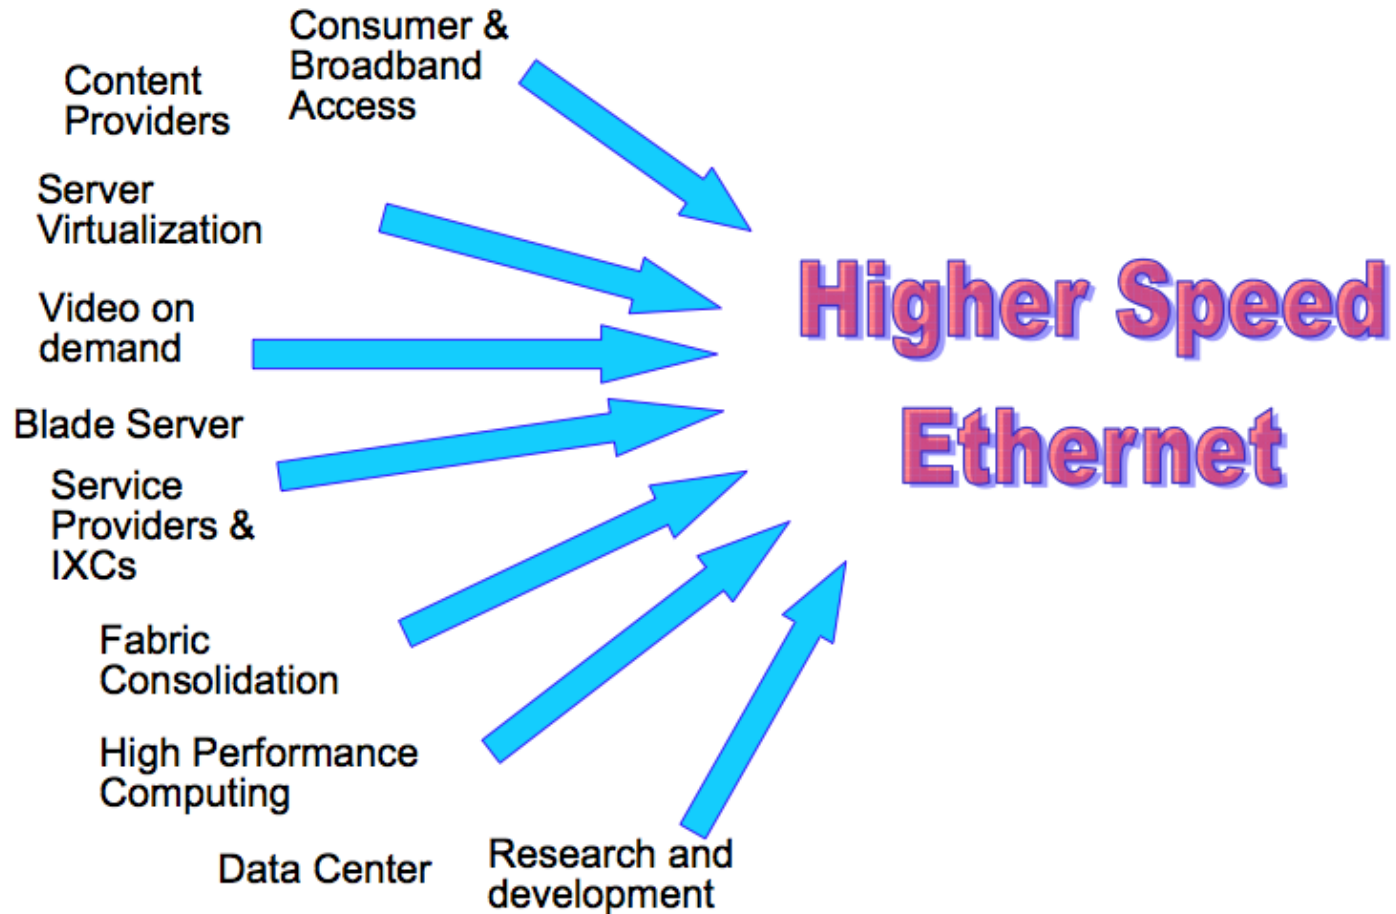 Consumer &
Broadband
Access
Content
Providers
Server
Virtualization
Video on
demand
Blade Server
Service
Providers &
IXCs
Fabric
Consolidation
High Performance
Computing
Data Center
Research and
development
Higher Speed
Ethernet